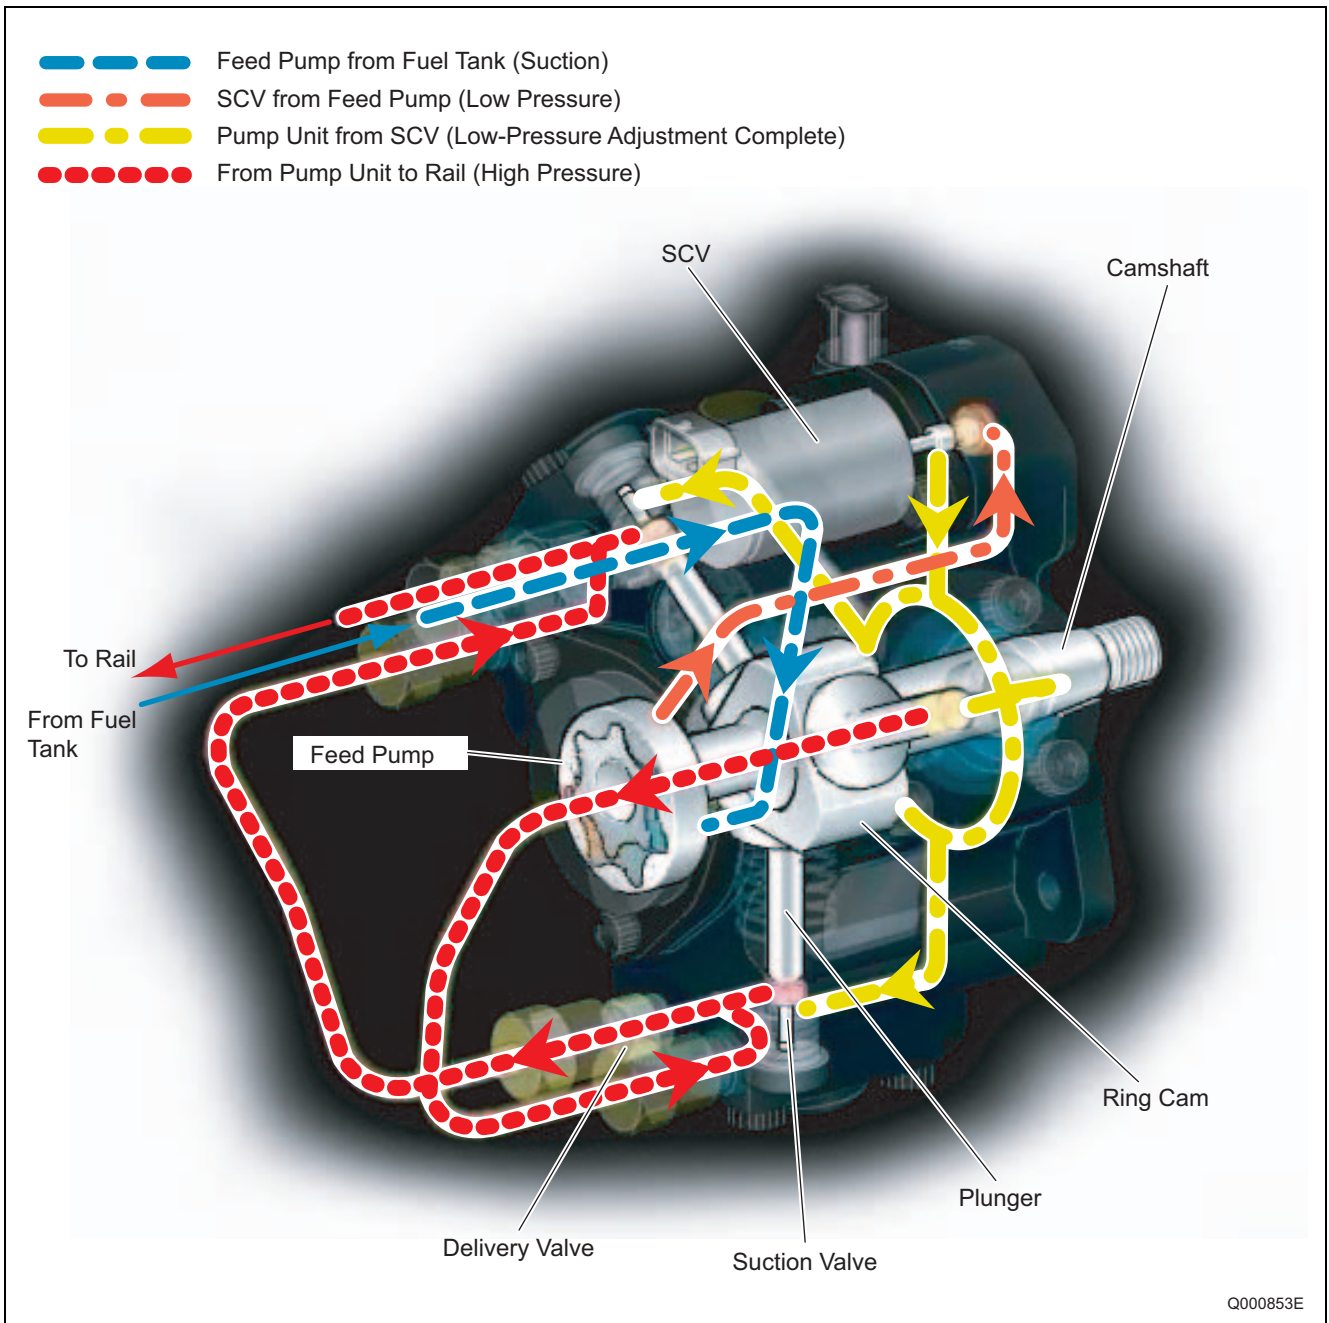 Feed Pump from Fuel Tank (Suction)
SCV from Feed Pump (Low Pressure)
Pump Unit from SCV (Low-Pressure Adjustment Complete)
From Pump Unit to Rail (High Pressure)
SCV
Camshaft
To Rail
From Fuel
Tank
Feed Pump
Ring Cam
Plunger
Delivery Valve
Suction Valve
Q000853E